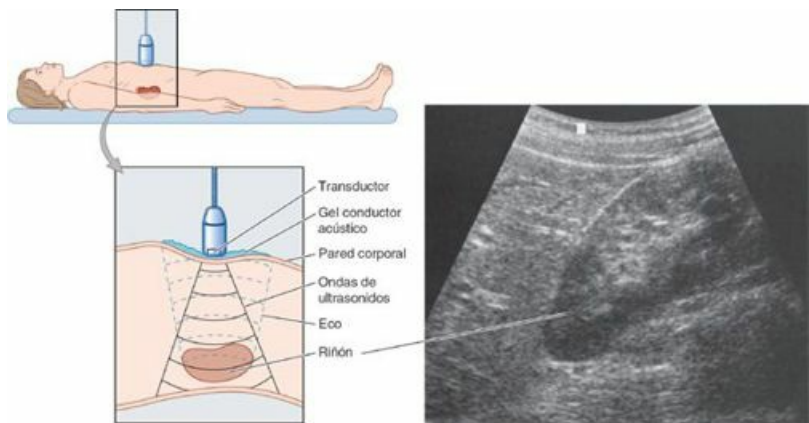 Transductor
Gel conductor
acústico
Pared corporal
Ondas de
ultrasonidos
Eco
Riñón